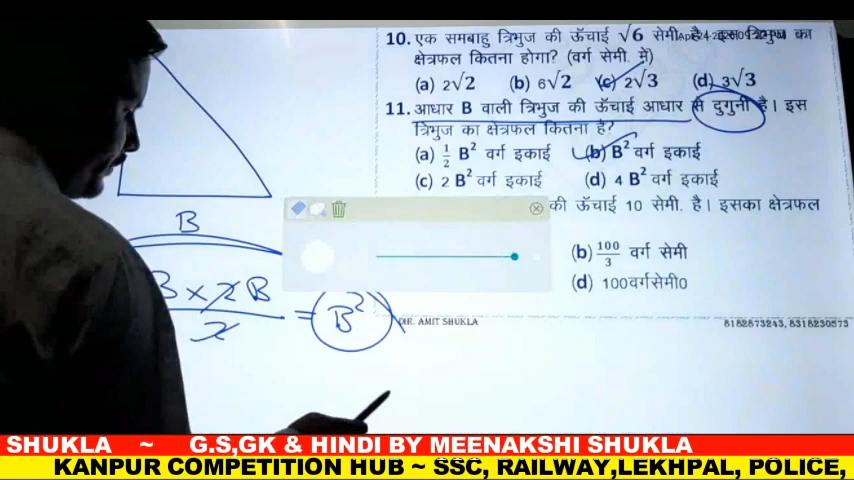 10. एक समबाहु त्रिभुज की ऊँचाई √6 सेमी है। इस त्रिभुज का
क्षेत्रफल कितना होगा? (वर्ग सेमी. में)
(a) 2√2 (b) 6√2 (c) 2√3 (d) 3√3
11. आधार B वाली त्रिभुज की ऊँचाई आधार से दुगुनी है। इस
त्रिभुज का क्षेत्रफल कितना है?
(a) 1/2 B² वर्ग इकाई (b) B² वर्ग इकाई
(c) 2 B² वर्ग इकाई (d) 4 B² वर्ग इकाई
की ऊँचाई 10 सेमी. है। इसका क्षेत्रफल
(b) 100/3 वर्ग सेमी
(d) 100वर्गसेमी0
B
B × 2 B / 2 = B²
DIR. AMIT SHUKLA 8182873243, 8318230573
SHUKLA ~ G.S,GK & HINDI BY MEENAKSHI SHUKLA
KANPUR COMPETITION HUB ~ SSC, RAILWAY,LEKHPAL, POLICE,